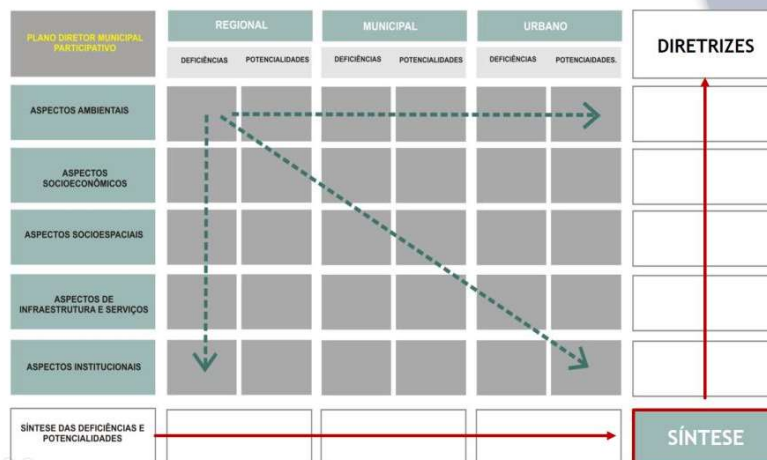 PLANO DIRETOR MUNICIPAL
PARTICIPATIVO
REGIONAL
MUNICIPAL
URBANO
DIRETRIZES
DEFICIÊNCIAS
POTENCIALIDADES
DEFICIÊNCIAS
POTENCIALIDADES
DEFICIÊNCIAS
POTENCIAIDADES.
ASPECTOS AMBIENTAIS
ASPECTOS
SOCIOECONÔMICOS
ASPECTOS SOCIOESPACIAIS
ASPECTOS DE
INFRAESTRUTURA E SERVIÇOS
ASPECTOS INSTITUCIONAIS
SÍNTESE DAS DEFICIÊNCIAS E
POTENCIALIDADES
SÍNTESE